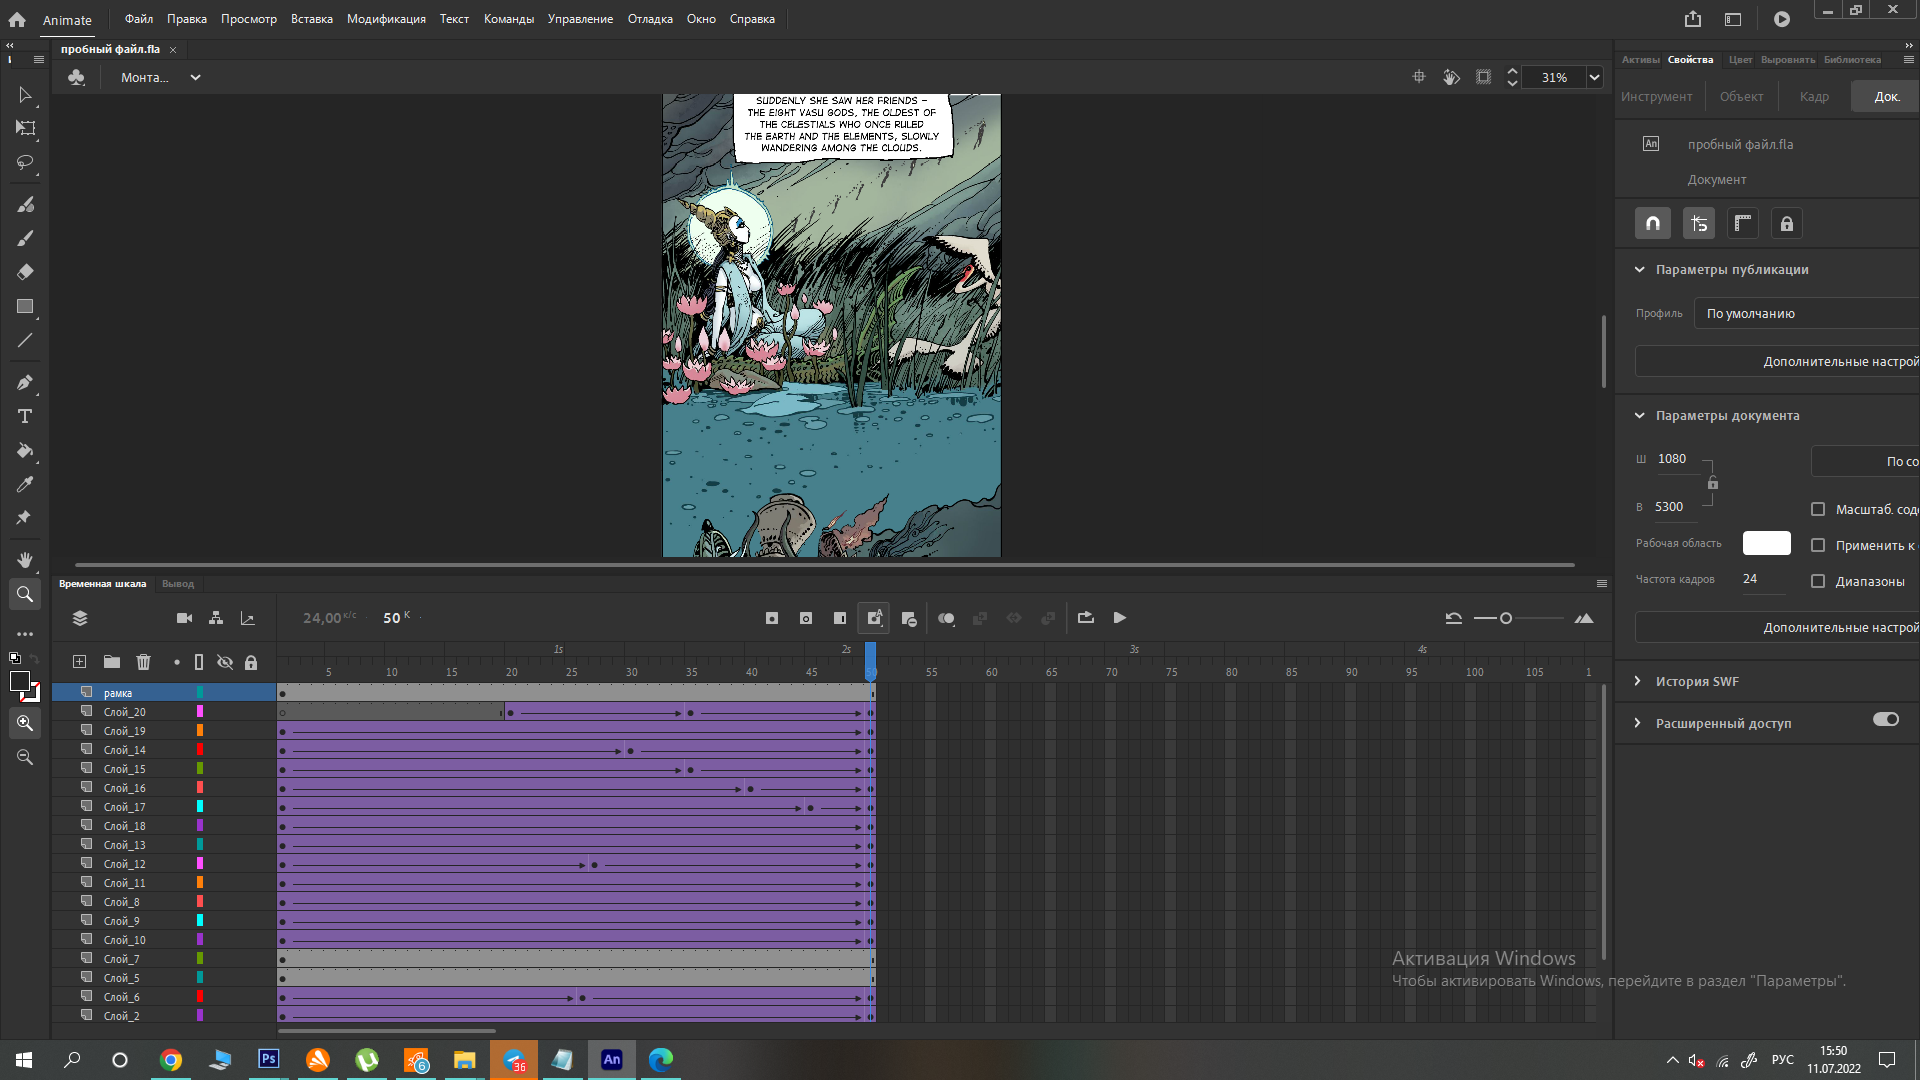 Animate
Файл
Правка
Просмотр
Вставка
Модификация
Текст
Команды
Управление
Отладка
Окно
Справка
пробный файл.fla
Монта...
31%
SUDDENLY SHE SAW HER FRIENDS –
THE EIGHT VASU GODS, THE OLDEST OF
THE CELESTIALS WHO ONCE RULED
THE EARTH AND THE ELEMENTS, SLOWLY
WANDERING AMONG THE CLOUDS.
Активы
Свойства
Цвет
Выровнять
Библиотека
Инструмент
Объект
Кадр
Док.
An
пробный файл.fla
Документ
Параметры публикации
Профиль
По умолчанию
Дополнительные настрой
Параметры документа
Ш 1080
По со
В 5300
Масштаб. сод
Рабочая область
Применить к
Частота кадров 24
Диапазоны
Дополнительные настрой
История SWF
Расширенный доступ
Временная шкала
Вывод
24,00 к/с
50 К
1s 2s 3s 4s
5 10 15 20 25 30 35 40 45 50 55 60 65 70 75 80 85 90 95 100 105 1
рамка
Слой_20
Слой_19
Слой_14
Слой_15
Слой_16
Слой_17
Слой_18
Слой_13
Слой_12
Слой_11
Слой_8
Слой_9
Слой_10
Слой_7
Слой_5
Слой_6
Слой_2
Активация Windows
Чтобы активировать Windows, перейдите в раздел "Параметры".
Ps
6
36
An
РУС
15:50
11.07.2022